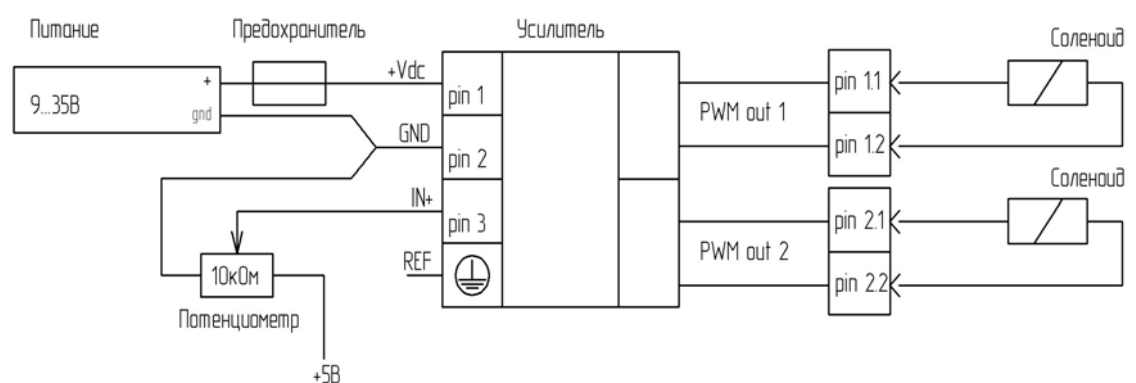 Питание
Предохранитель
Усилитель
Соленоид
+Vdc
+
9...35В
gnd
pin 1
PWM out 1
pin 1.1
GND
pin 2
pin 1.2
Соленоид
IN+
pin 3
PWM out 2
pin 2.1
REF
10кОм
pin 2.2
Потенциометр
+5В